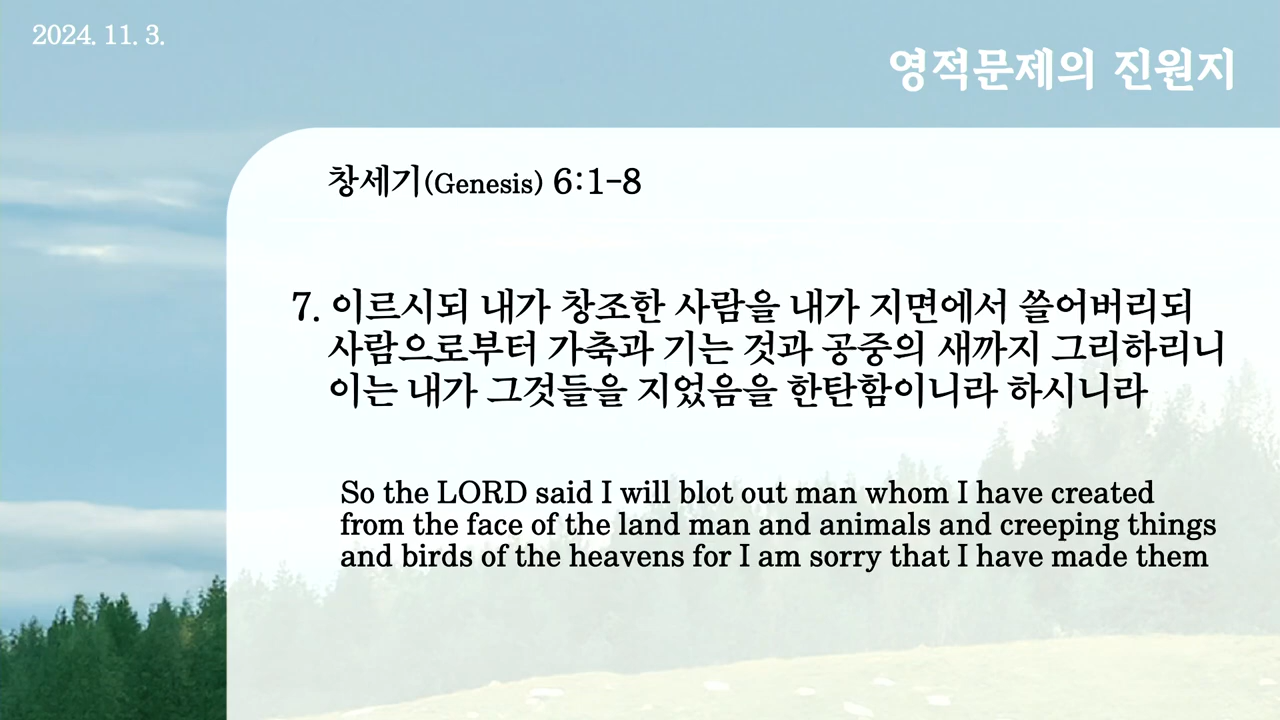 2024. 11. 3.
영적문제의 진원지
창세기(Genesis) 6:1-8
7. 이르시되 내가 창조한 사람을 내가 지면에서 쓸어버리되
사람으로부터 가축과 기는 것과 공중의 새까지 그리하리니
이는 내가 그것들을 지었음을 한탄함이니라 하시니라
So the LORD said I will blot out man whom I have created
from the face of the land man and animals and creeping things
and birds of the heavens for I am sorry that I have made them